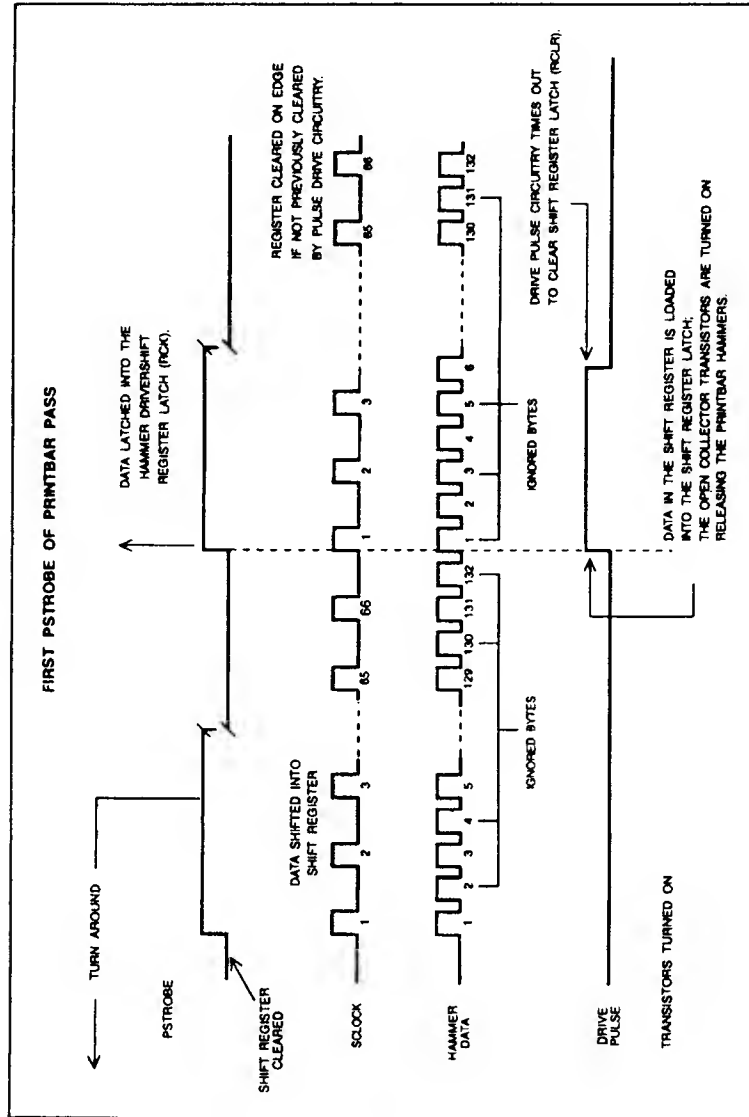 FIRST PSTROBE OF PRINTBAR PASS
TURN AROUND
DATA LATCHED INTO THE
HAMMER DRIVERSHIFT
REGISTER LATCH (RCK).
PSTROBE
SHIFT REGISTER
CLEARED
REGISTER CLEARED ON EDGE
IF NOT PREVIOUSLY CLEARED
BY PULSE DRIVE CIRCUITRY.
DATA SHIFTED INTO
SHIFT REGISTER
SCLOCK
1 2 3 65 66 1 2 3 65 66
HAMMER
DATA
1 2 3 4 5 129 130 131 132 1 2 3 4 5 6 130 131 132
IGNORED BYTES
IGNORED BYTES
DRIVE PULSE CIRCUITRY TIMES OUT
TO CLEAR SHIFT REGISTER LATCH (RCLR).
DRIVE
PULSE
TRANSISTORS TURNED ON
DATA IN THE SHIFT REGISTER IS LOADED
INTO THE SHIFT REGISTER LATCH;
THE OPEN COLLECTOR TRANSISTORS ARE TURNED ON
RELEASING THE PRINTBAR HAMMERS.